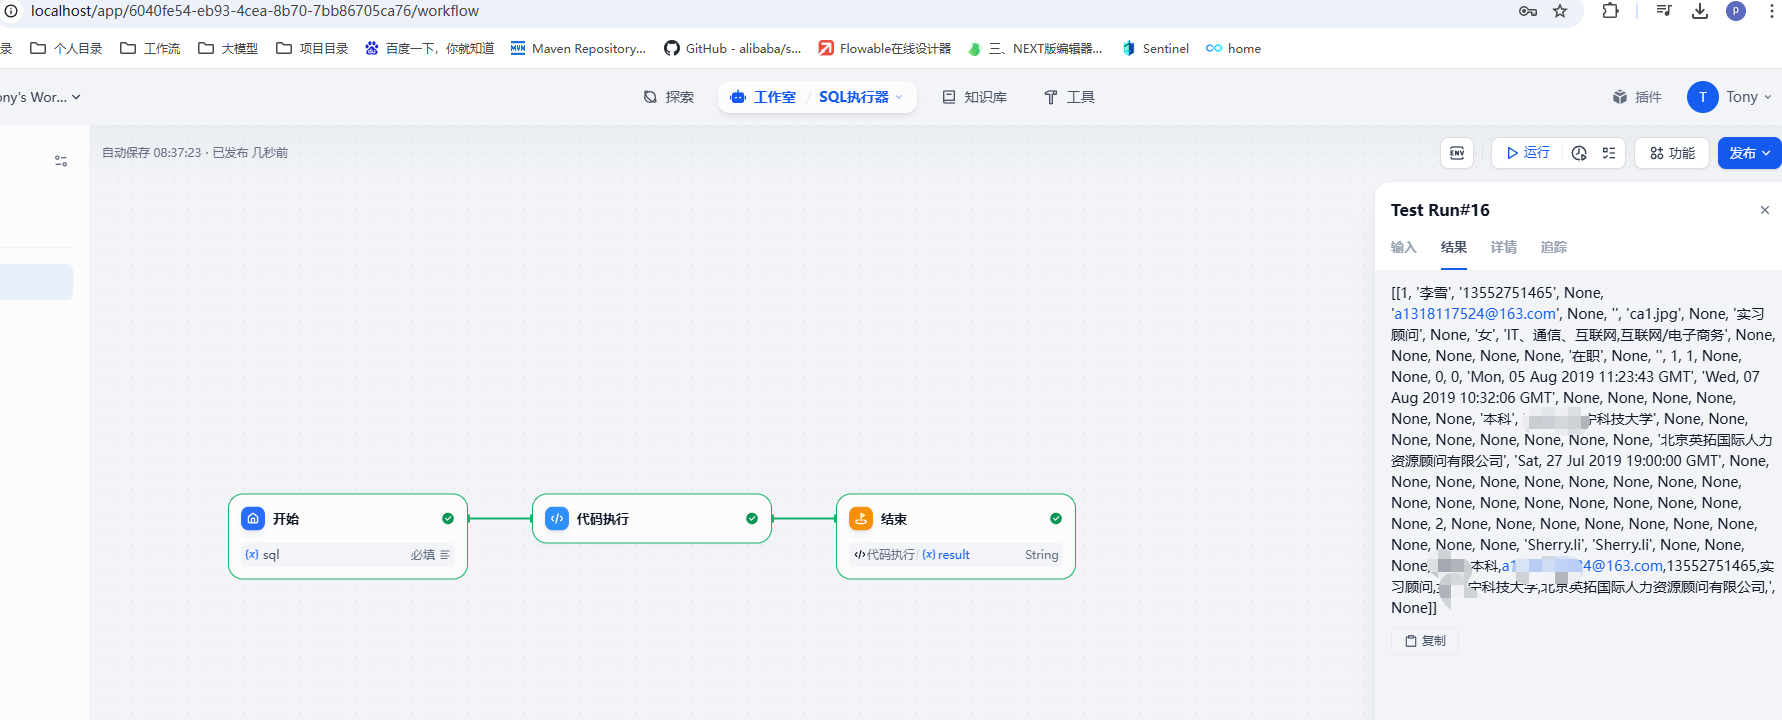 localhost/app/6040fe54-eb93-4cea-8b70-7bb86705ca76/workflow
P
录 个人目录 工作流 大模型 项目目录 百度一下，你就知道 MVN Maven Repository... GitHub - alibaba/s... Flowable在线设计器 三、NEXT版编辑器... Sentinel home
ony's Wor... 探索 工作室 / SQL执行器 知识库 工具 插件 T Tony
自动保存 08:37:23 · 已发布 几秒前
ENV 运行 功能 发布
Test Run#16
输入 结果 详情 追踪
[[1, '李雪', '13552751465', None,
'a1318117524@163.com', None, '', 'ca1.jpg', None, '实习
顾问', None, '女', 'IT、通信、互联网,互联网/电子商务', None,
None, None, None, None, '在职', None, '', 1, 1, None,
None, 0, 0, 'Mon, 05 Aug 2019 11:23:43 GMT', 'Wed, 07
Aug 2019 10:32:06 GMT', None, None, None, None,
None, None, '本科', ' 科技大学', None, None,
None, None, None, None, None, None, '北京英拓国际人力
资源顾问有限公司', 'Sat, 27 Jul 2019 19:00:00 GMT', None,
None, None, None, None, None, None, None, None,
None, None, None, None, None, None, None, None,
None, 2, None, None, None, None, None, None, None,
None, None, None, 'Sherry.li', 'Sherry.li', None, None,
None, 本科,a1 4@163.com,13552751465,实
习顾问, 科技大学,北京英拓国际人力资源顾问有限公司,',
None]]
复制
开始
{x} sql 必填
代码执行
结束
代码执行 / {x} result String